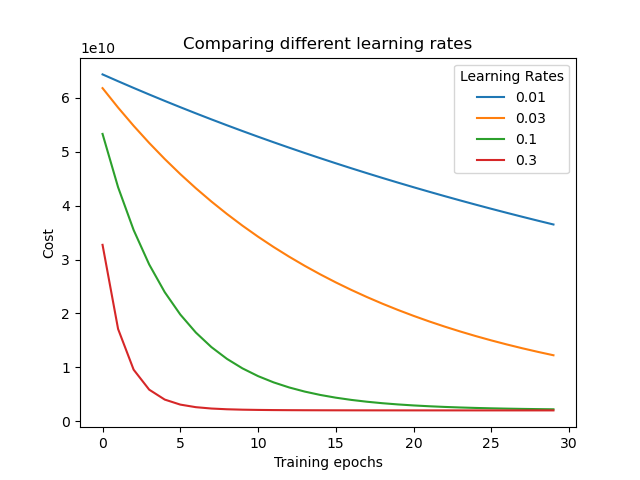 Comparing different learning rates
1e10
Learning Rates
0.01
0.03
0.1
0.3
6
5
4
3
2
1
0
Cost
0 5 10 15 20 25 30
Training epochs